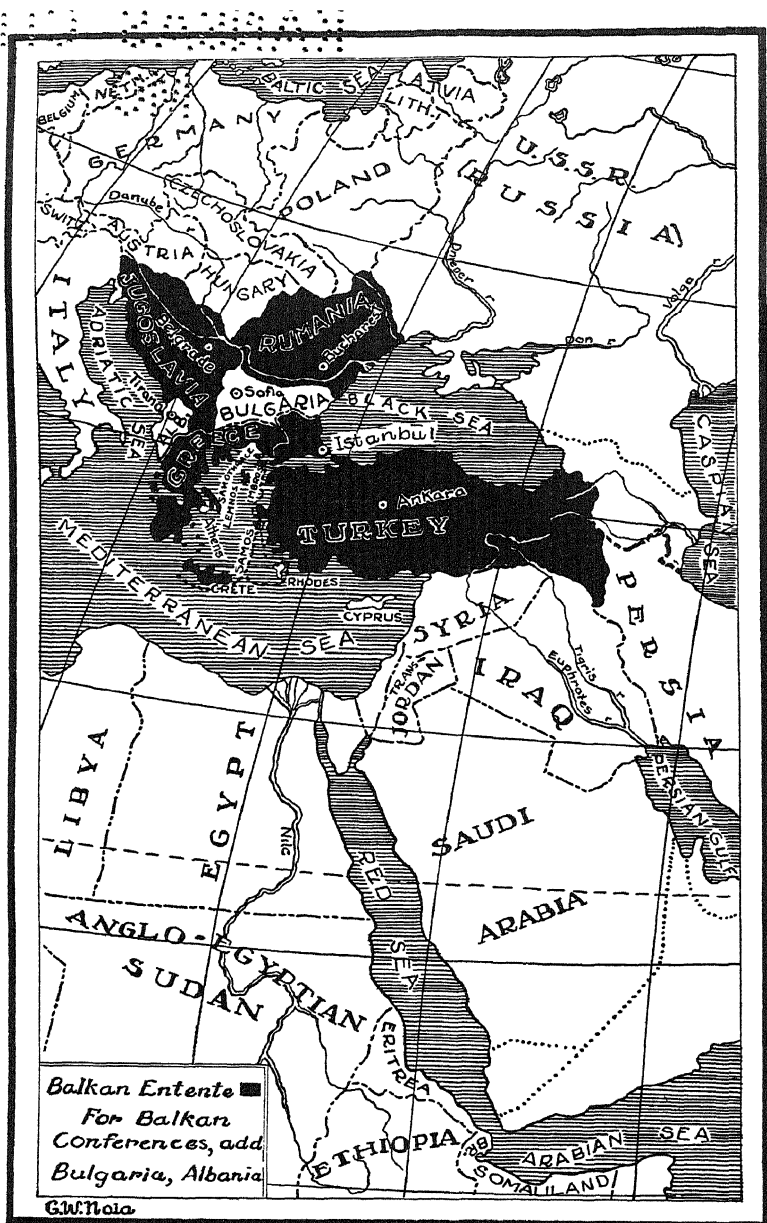 BALTIC SEA
LATVIA
LITH.
BELGIUM
NETH.
GERMANY
U.S.S.R.
(RUSSIA)
POLAND
CZECHOSLOVAKIA
Danube
SWITZ.
AUSTRIA
HUNGARY
Dnieper r
Volga r
Don r
ITALY
ADRIATIC SEA
JUGOSLAVIA
Belgrade
RUMANIA
Bucharest
Tirana
ALB
Sofia
BULGARIA
BLACK SEA
CASPIAN SEA
GREECE
Istanbul
Ankara
TURKEY
LEMNOS
Athens
SAMOS
RHODES
CRETE
CYPRUS
MEDITERRANEAN SEA
SYRIA
PERSIA
TRANS
JORDAN
IRAQ
Tigris r
Euphrates r
PERSIAN GULF
LIBYA
EGYPT
Nile
RED SEA
SAUDI
ARABIA
ANGLO-EGYPTIAN
SUDAN
ERITREA
ETHIOPIA
BR.
SOMALILAND
ARABIAN SEA
Balkan Entente
For Balkan
Conferences, add
Bulgaria, Albania